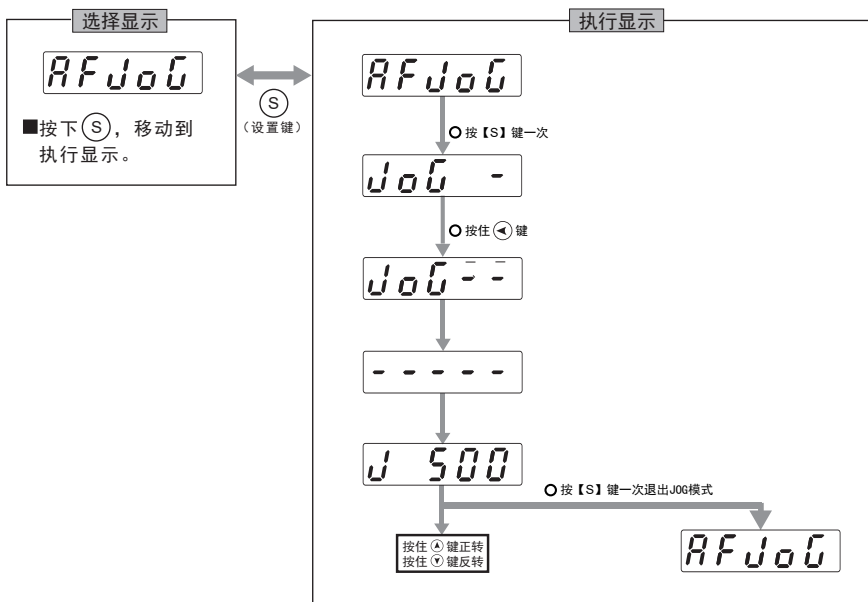 选择显示
AFJoG
■按下Ⓢ，移动到
执行显示。
Ⓢ
（设置键）
执行显示
AFJoG
按【S】键一次
JoG -
按住 键
JoG - -
- - - - -
J 500
按【S】键一次退出JOG模式
按住 键正转
按住 键反转
AFJoG